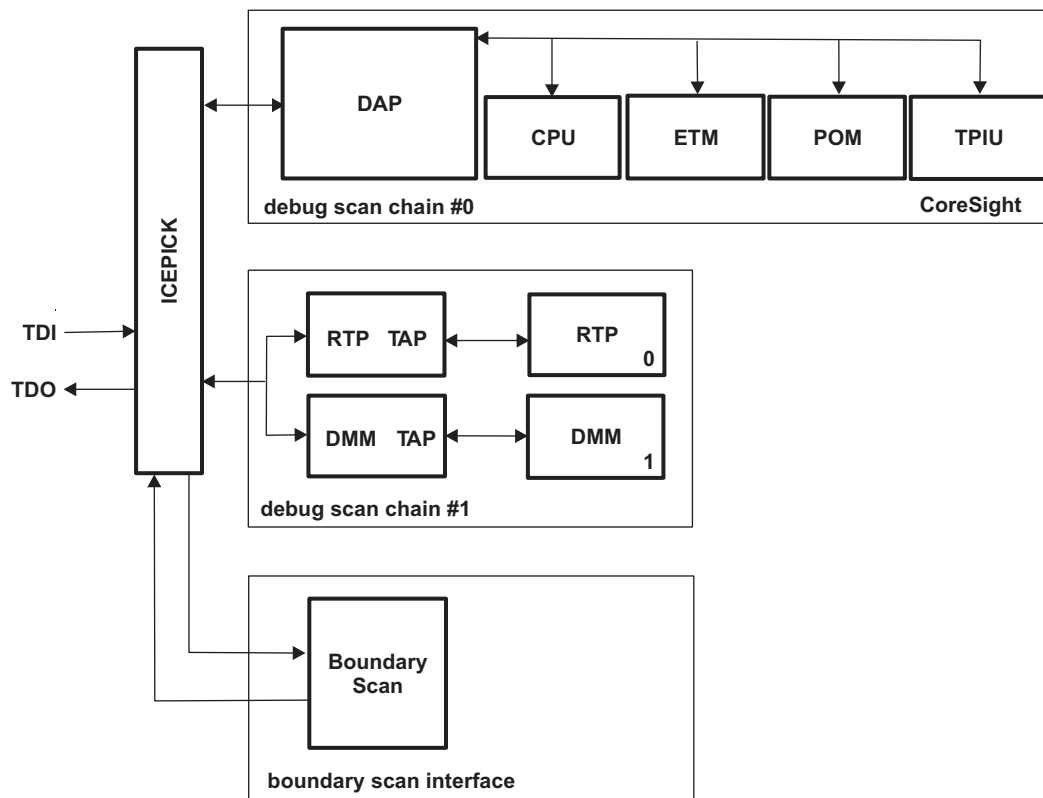 DAP
CPU
ETM
POM
TPIU
debug scan chain #0
CoreSight
ICEPICK
TDI
TDO
RTP TAP
RTP
0
DMM TAP
DMM
1
debug scan chain #1
Boundary
Scan
boundary scan interface